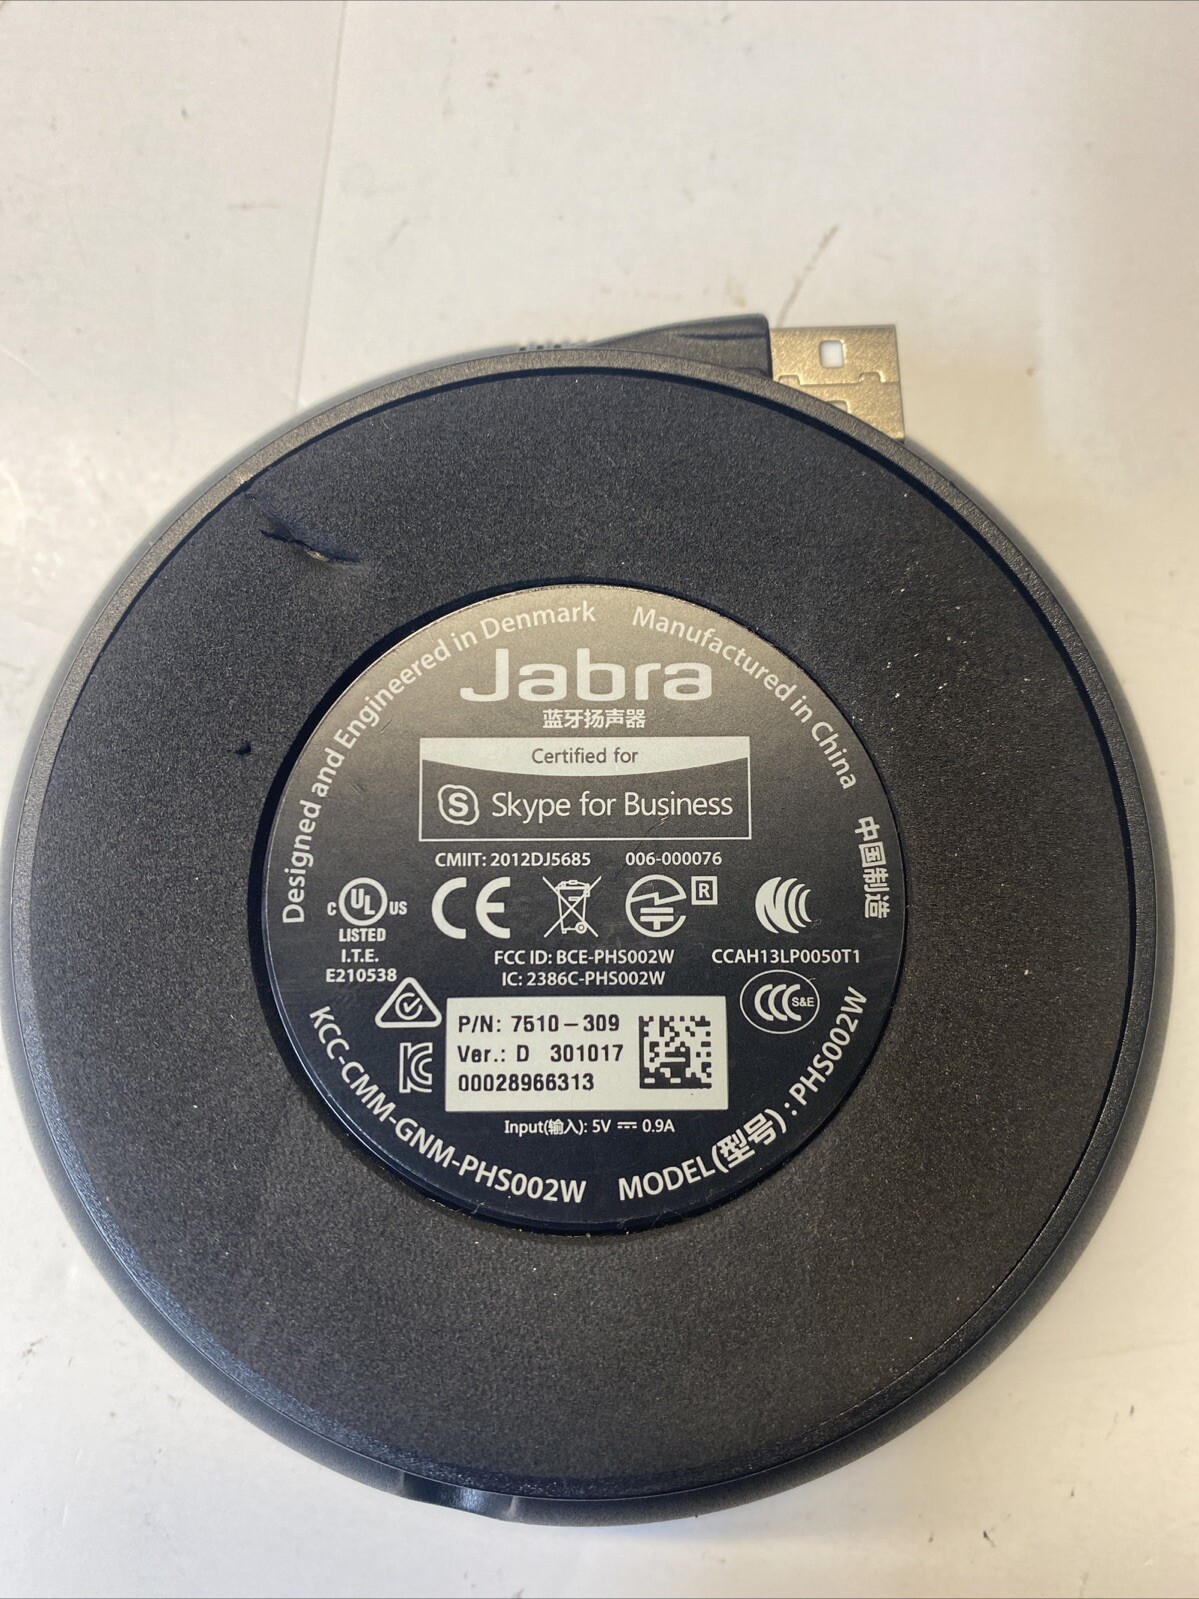 Designed and Engineered in Denmark
Manufactured in China
中国制造
Jabra
蓝牙扬声器
Certified for
S Skype for Business
CMIIT: 2012DJ5685 006-000076
C UL US
LISTED
I.T.E.
E210538
CE
R
FCC ID: BCE-PHS002W
IC: 2386C-PHS002W
CCAH13LP0050T1
CCC S&E
P/N: 7510-309
Ver.: D 301017
00028966313
Input(输入): 5V ⎓ 0.9A
KCC-CMM-GNM-PHS002W
MODEL(型号) : PHS002W